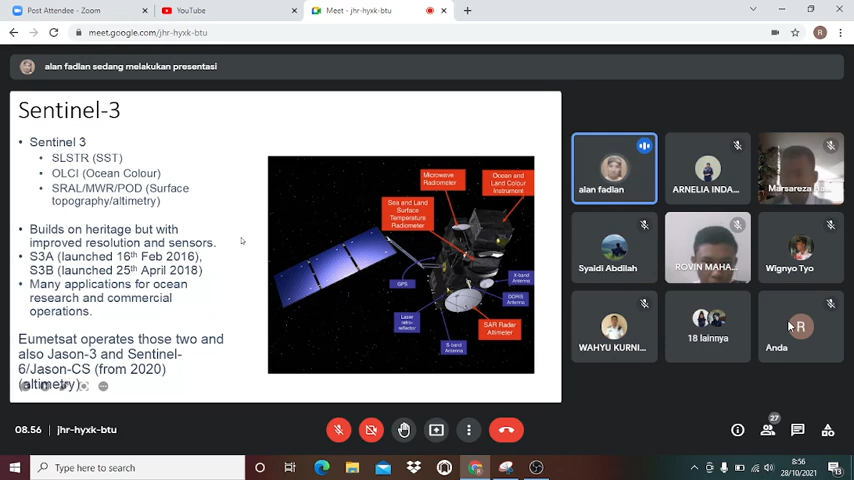 Post Attendee - Zoom
YouTube
Meet - jhr-hyxk-btu
meet.google.com/jhr-hyxk-btu
R
alan fadlan sedang melakukan presentasi
Sentinel-3
• Sentinel 3
• SLSTR (SST)
• OLCI (Ocean Colour)
• SRAL/MWR/POD (Surface
topography/altimetry)
• Builds on heritage but with
improved resolution and sensors.
• S3A (launched 16th Feb 2016),
S3B (launched 25th April 2018)
• Many applications for ocean
research and commercial
operations.
Eumetsat operates those two and
also Jason-3 and Sentinel-
6/Jason-CS (from 2020)
(altimetry)
Microwave
Radiometer
Ocean and
Land Colour
Instrument
Sea and Land
Surface
Temperature
Radiometer
GPS
X-band
Antenna
DORIS
Antenna
Laser
retro-
reflector
SAR Radar
Altimeter
S-band
Antenna
alan fadlan
ARNELIA INDA...
Marsareza
Syaidi Abdilah
ROVIN MAHA...
Wignyo Tyo
WAHYU KURNI...
18 lainnya
R
Anda
08.56
jhr-hyxk-btu
27
Type here to search
8:56
28/10/2021
13